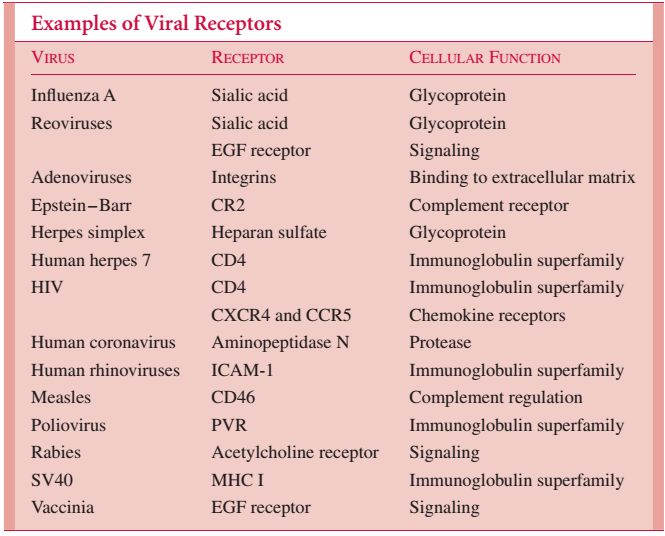 Examples of Viral Receptors
VIRUS RECEPTOR CELLULAR FUNCTION
Influenza A Sialic acid Glycoprotein
Reoviruses Sialic acid Glycoprotein
EGF receptor Signaling
Adenoviruses Integrins Binding to extracellular matrix
Epstein–Barr CR2 Complement receptor
Herpes simplex Heparan sulfate Glycoprotein
Human herpes 7 CD4 Immunoglobulin superfamily
HIV CD4 Immunoglobulin superfamily
CXCR4 and CCR5 Chemokine receptors
Human coronavirus Aminopeptidase N Protease
Human rhinoviruses ICAM-1 Immunoglobulin superfamily
Measles CD46 Complement regulation
Poliovirus PVR Immunoglobulin superfamily
Rabies Acetylcholine receptor Signaling
SV40 MHC I Immunoglobulin superfamily
Vaccinia EGF receptor Signaling